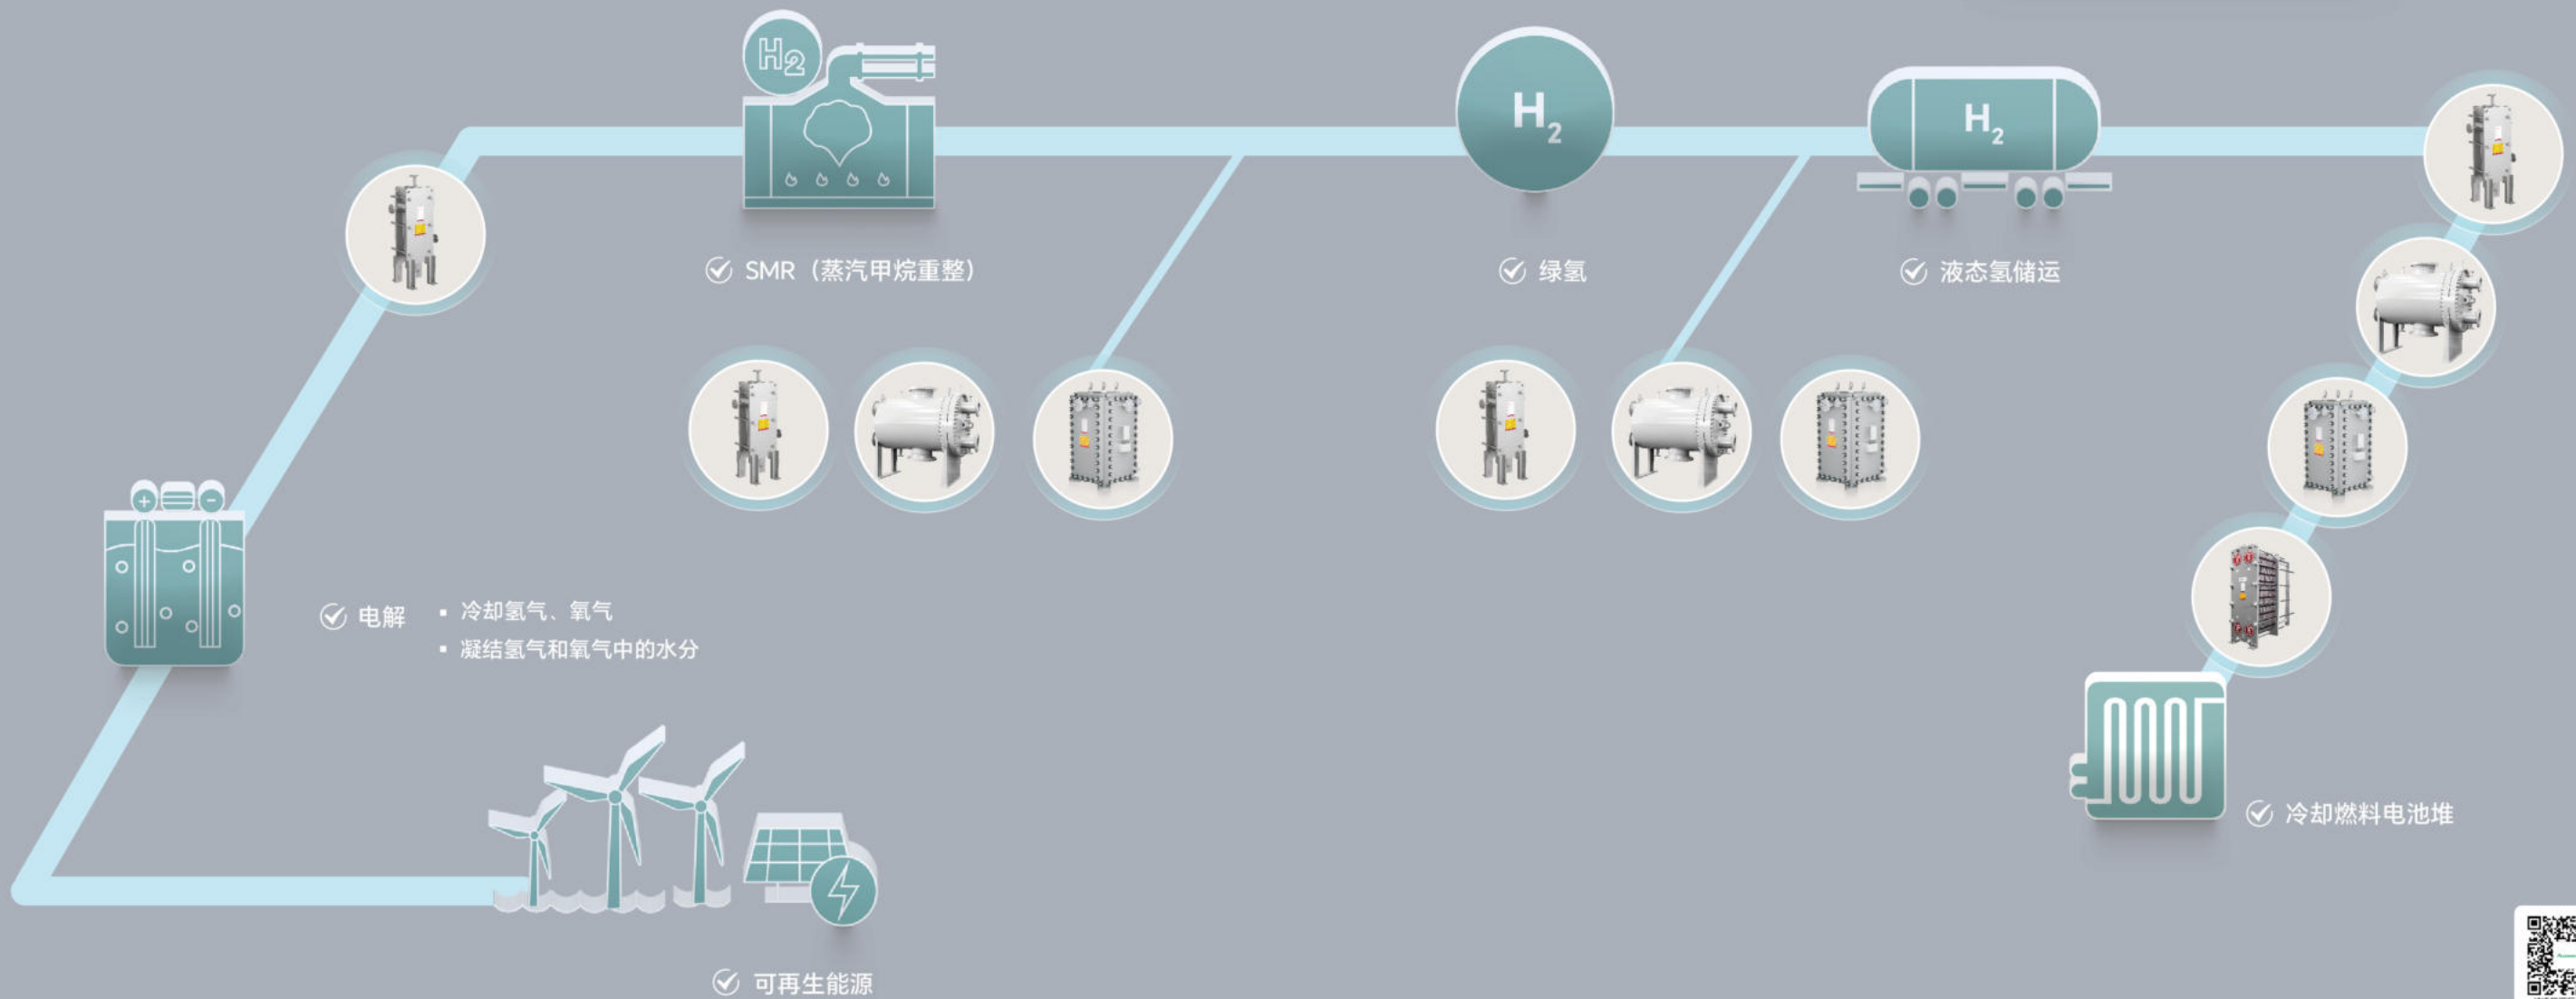 H2
H2
H2
SMR（蒸汽甲烷重整）
绿氢
液态氢储运
电解
▪ 冷却氢气、氧气
▪ 凝结氢气和氧气中的水分
冷却燃料电池堆
可再生能源